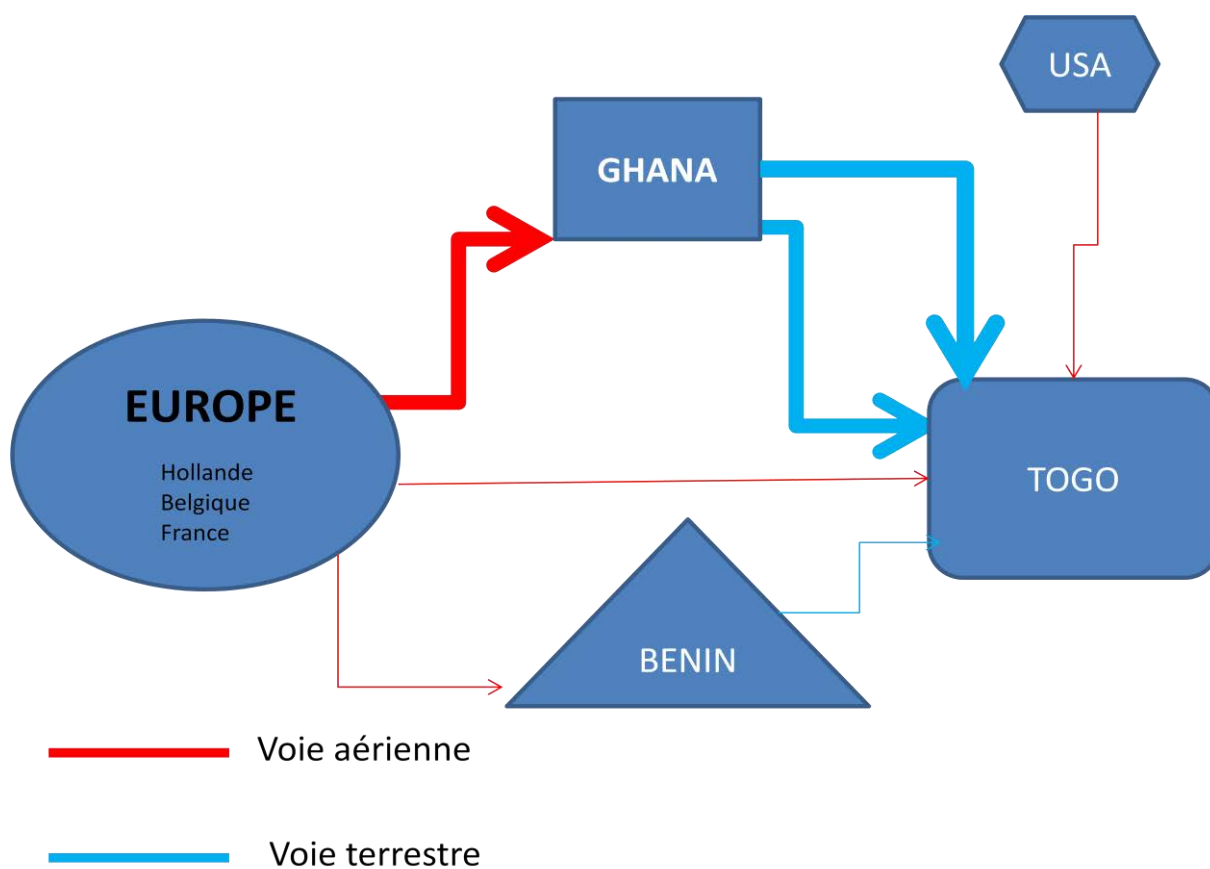 USA
GHANA
EUROPE
Hollande
Belgique
France
TOGO
BENIN
Voie aérienne
Voie terrestre